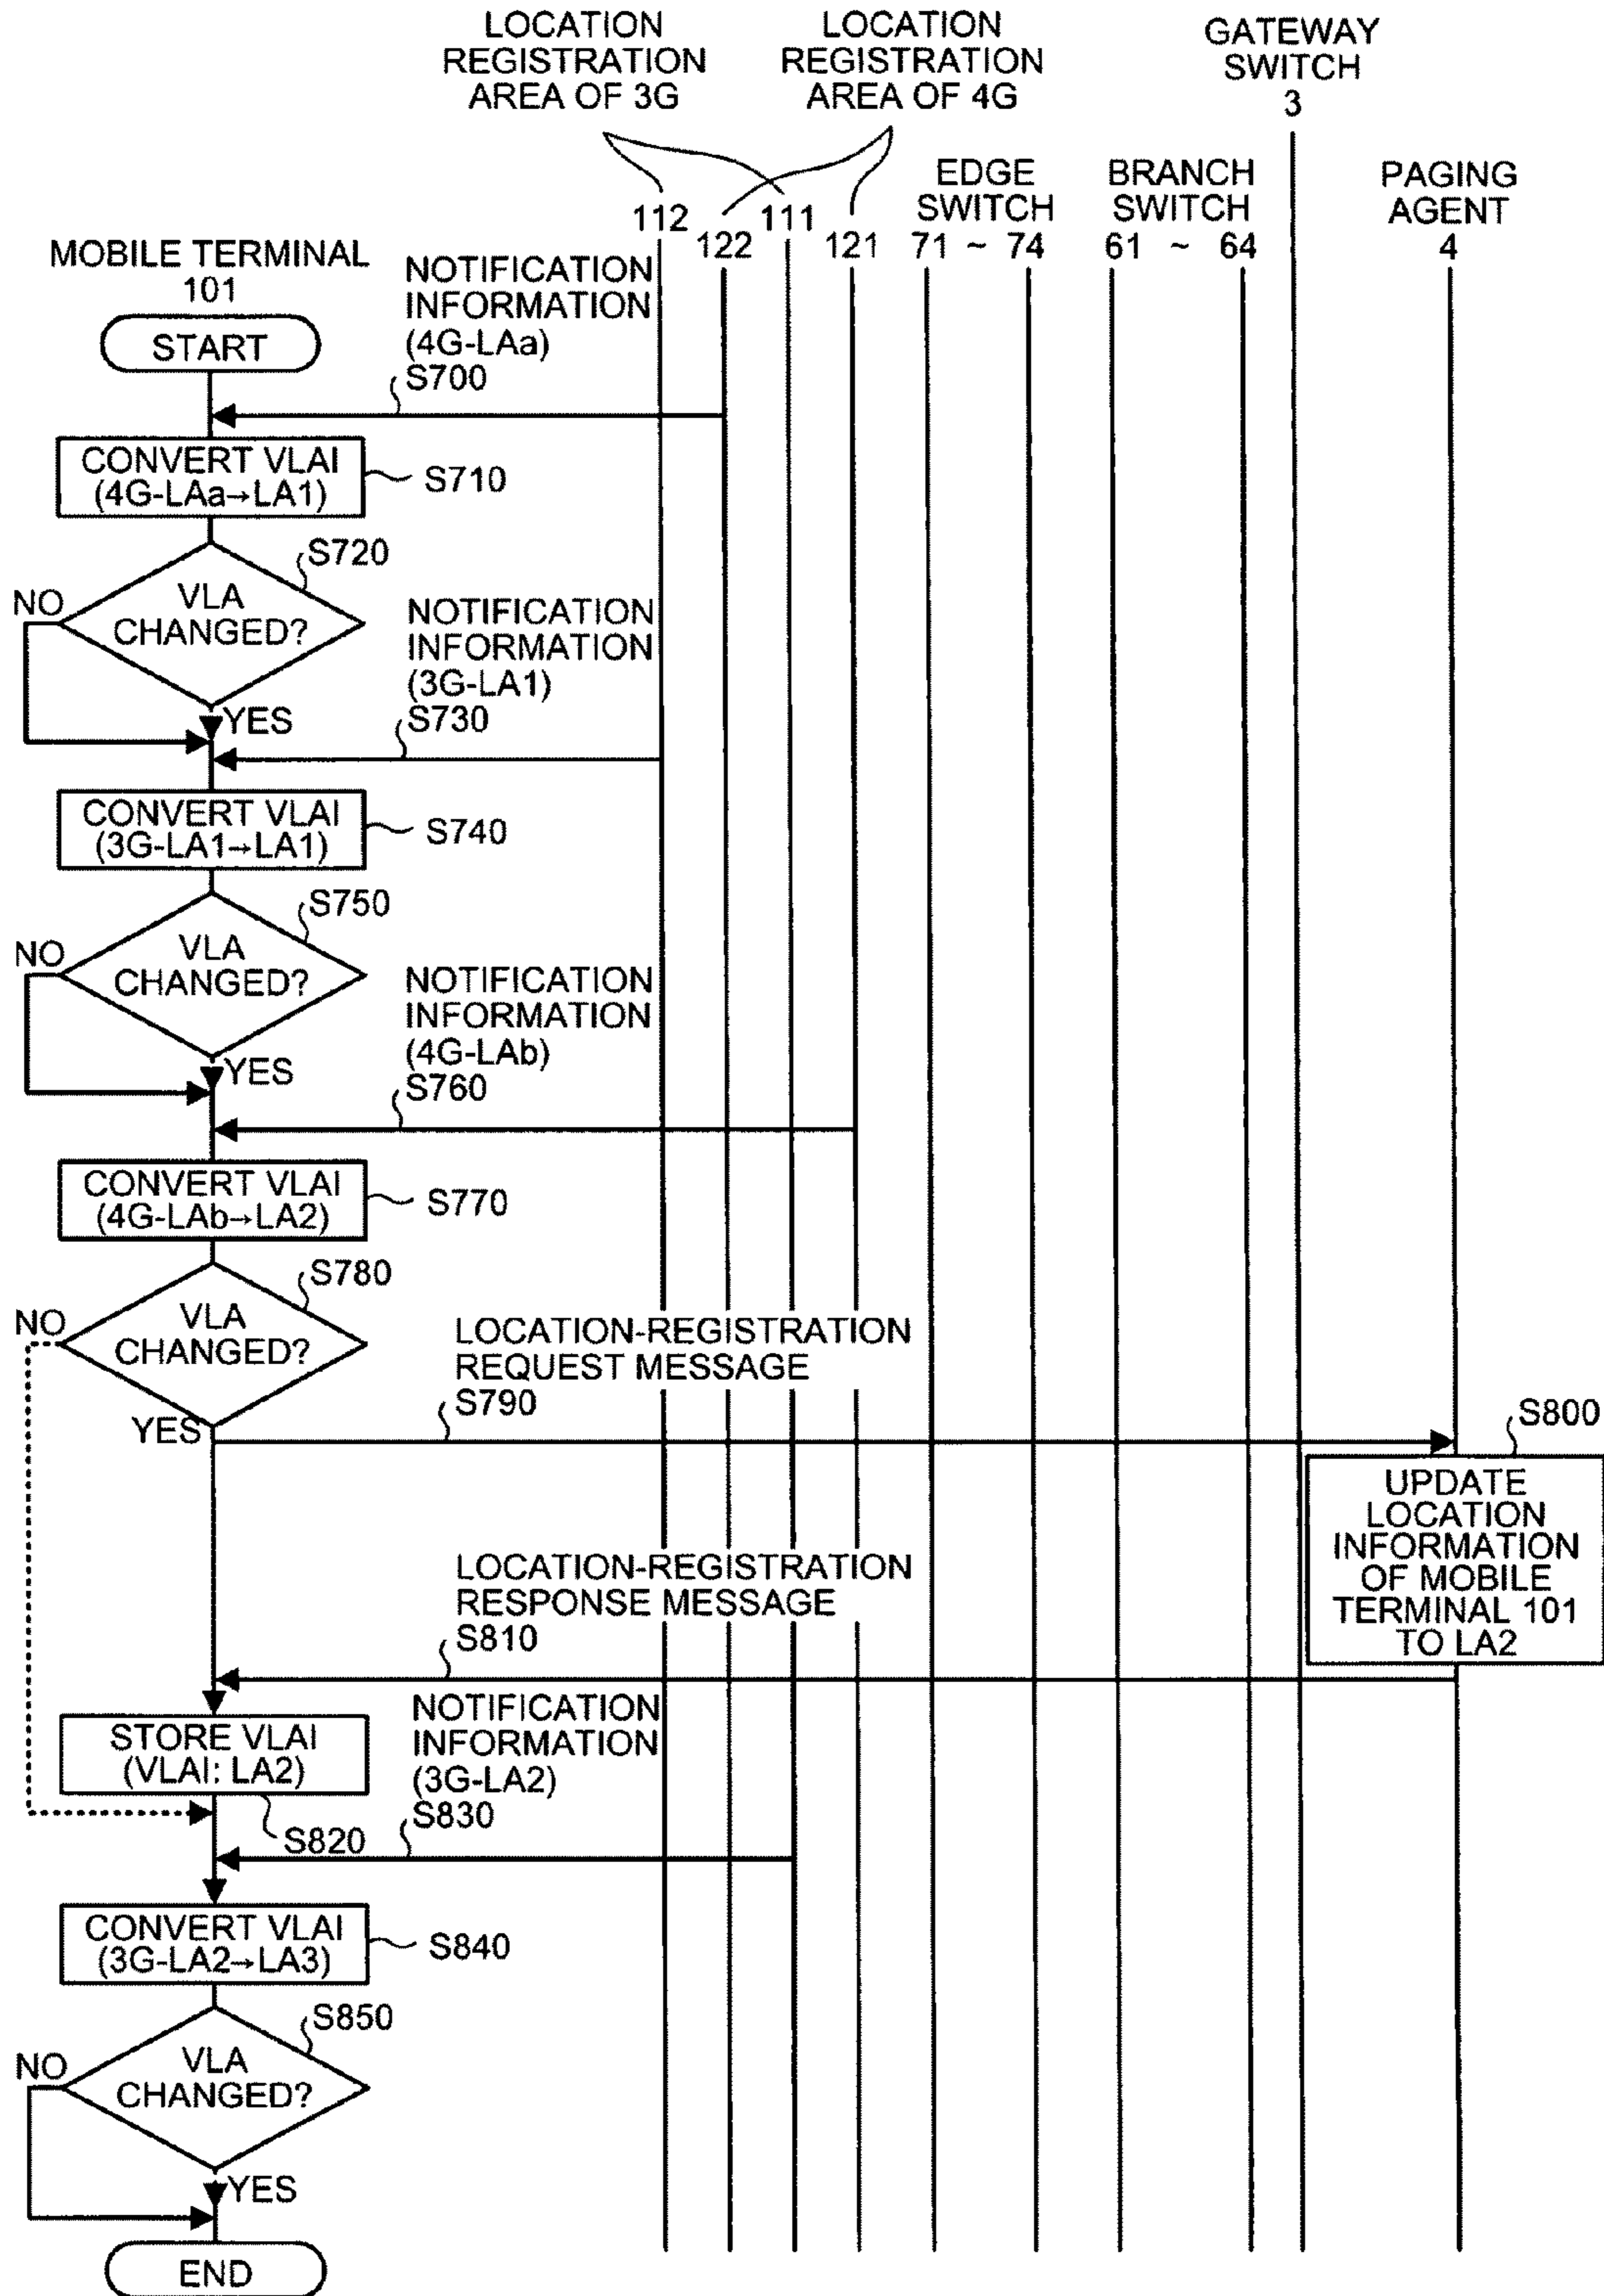 LOCATION
REGISTRATION
AREA OF 3G
LOCATION
REGISTRATION
AREA OF 4G
GATEWAY
SWITCH
3
EDGE
SWITCH
71 ~ 74
BRANCH
SWITCH
61 ~ 64
PAGING
AGENT
4
112
122
111
121
MOBILE TERMINAL
101
START
NOTIFICATION
INFORMATION
(4G-LAa)
S700
CONVERT VLAI
(4G-LAa→LA1)
S710
S720
VLA
CHANGED?
NO
YES
NOTIFICATION
INFORMATION
(3G-LA1)
S730
CONVERT VLAI
(3G-LA1→LA1)
S740
S750
VLA
CHANGED?
NO
YES
NOTIFICATION
INFORMATION
(4G-LAb)
S760
CONVERT VLAI
(4G-LAb→LA2)
S770
S780
VLA
CHANGED?
NO
YES
LOCATION-REGISTRATION
REQUEST MESSAGE
S790
S800
UPDATE
LOCATION
INFORMATION
OF MOBILE
TERMINAL 101
TO LA2
LOCATION-REGISTRATION
RESPONSE MESSAGE
S810
STORE VLAI
(VLAI: LA2)
S820
NOTIFICATION
INFORMATION
(3G-LA2)
S830
CONVERT VLAI
(3G-LA2→LA3)
S840
S850
VLA
CHANGED?
NO
YES
END